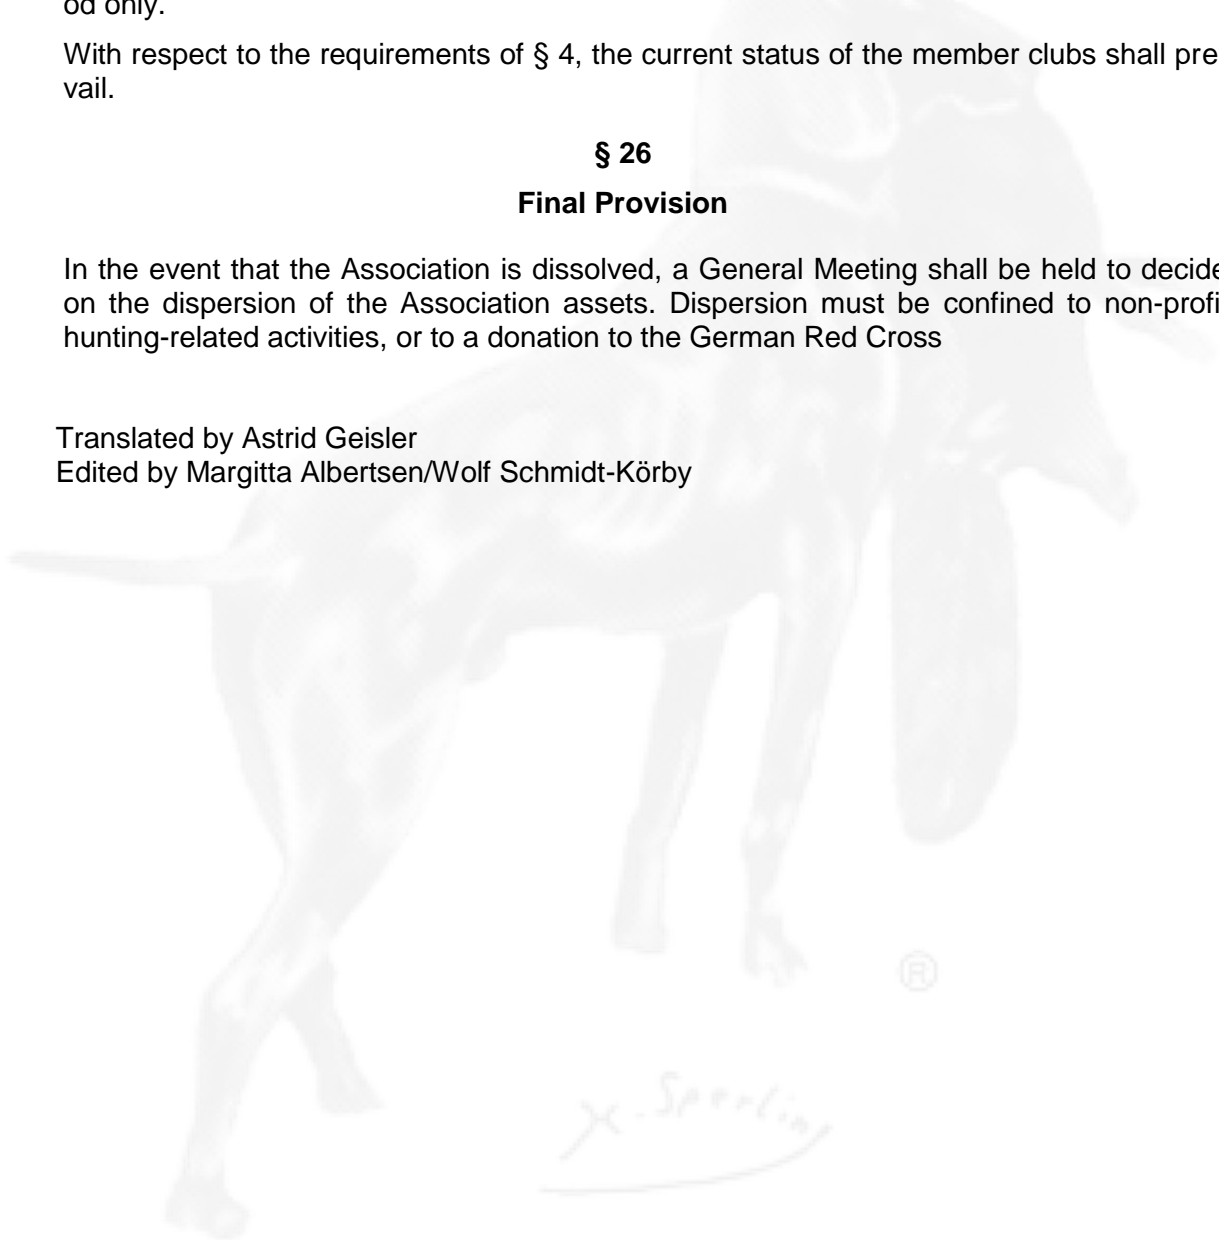 od only.
With respect to the requirements of § 4, the current status of the member clubs shall pre
vail.
§ 26
Final Provision
In the event that the Association is dissolved, a General Meeting shall be held to decide
on the dispersion of the Association assets. Dispersion must be confined to non-profi
hunting-related activities, or to a donation to the German Red Cross
Translated by Astrid Geisler
Edited by Margitta Albertsen/Wolf Schmidt-Körby
®
X. Sperling